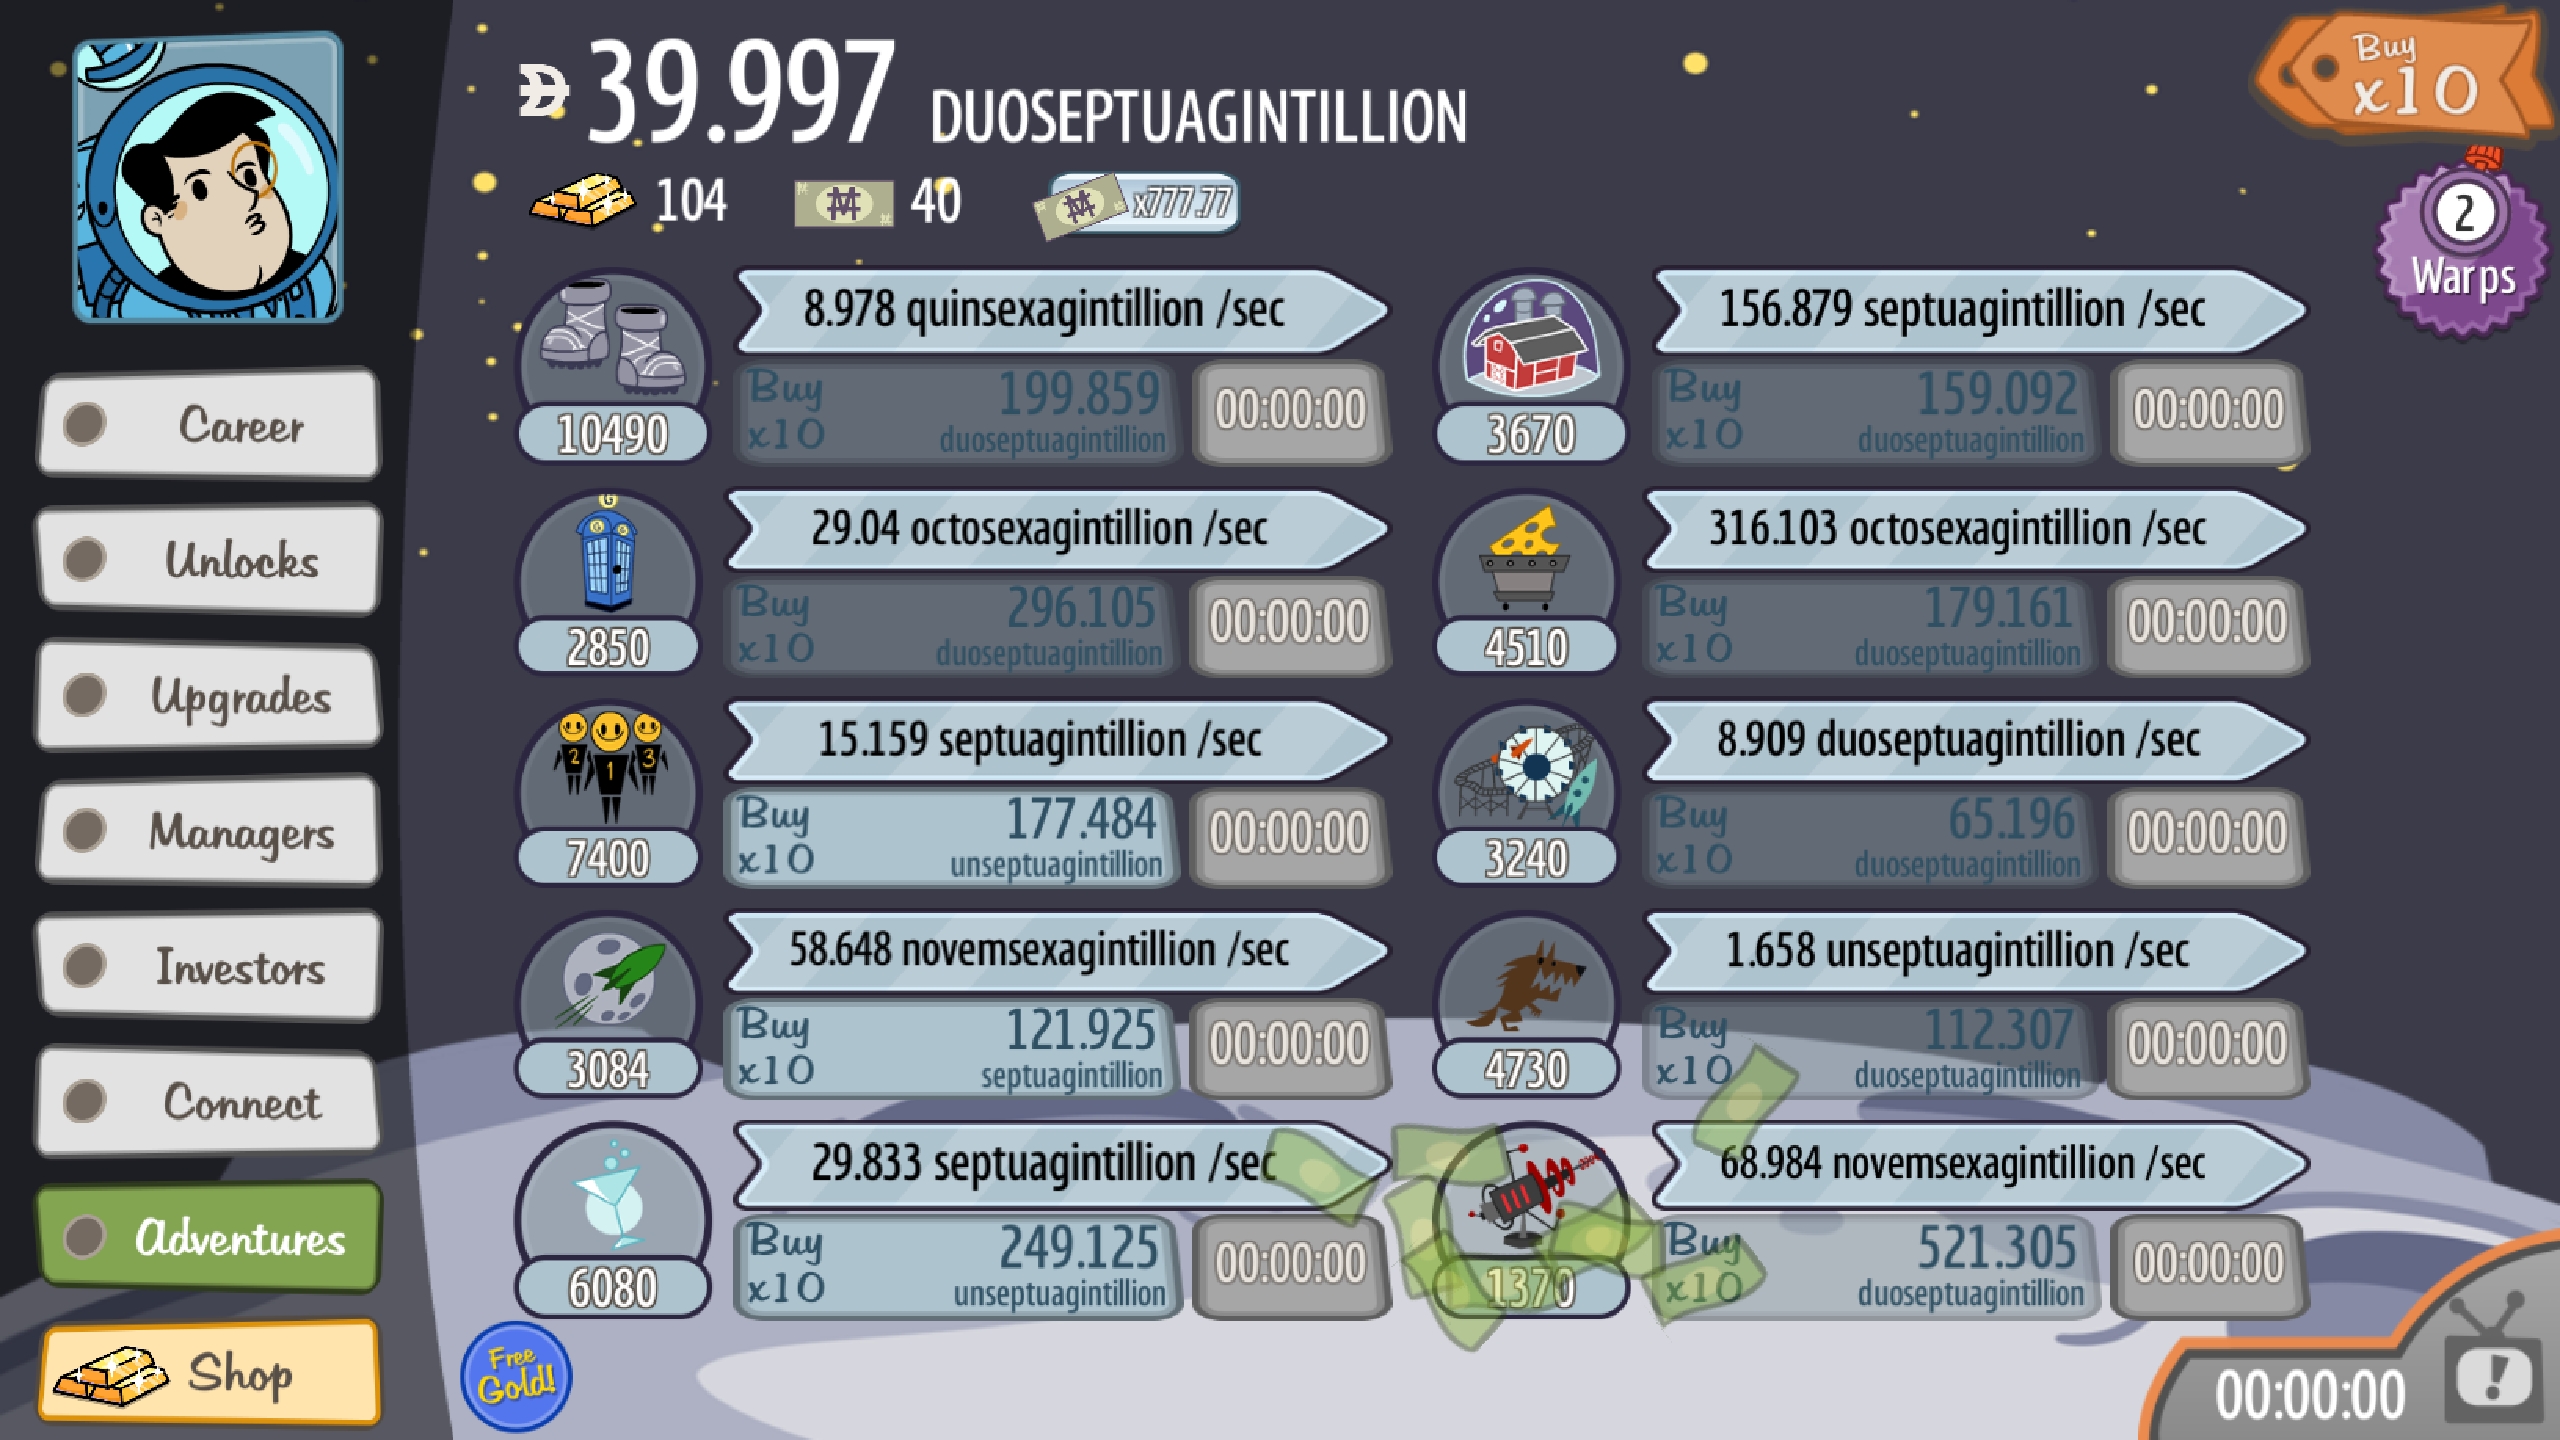 39.997 DUOSEPTUAGINTILLION
Buy
x10
104
40
x777.77
2
Warps
Career
Unlocks
Upgrades
Managers
Investors
Connect
Adventures
Shop
8.978 quinsexagintillion /sec
Buy
x10
199.859
duoseptuagintillion
00:00:00
10490
156.879 septuagintillion /sec
Buy
x10
159.092
duoseptuagintillion
00:00:00
3670
G
G G
29.04 octosexagintillion /sec
Buy
x10
296.105
duoseptuagintillion
00:00:00
2850
316.103 octosexagintillion /sec
Buy
x10
179.161
duoseptuagintillion
00:00:00
4510
2 1 3
15.159 septuagintillion /sec
Buy
x10
177.484
unseptuagintillion
00:00:00
7400
8.909 duoseptuagintillion /sec
Buy
x10
65.196
duoseptuagintillion
00:00:00
3240
58.648 novemsexagintillion /sec
Buy
x10
121.925
septuagintillion
00:00:00
3084
1.658 unseptuagintillion /sec
Buy
x10
112.307
duoseptuagintillion
00:00:00
4730
29.833 septuagintillion /sec
Buy
x10
249.125
unseptuagintillion
00:00:00
6080
68.984 novemsexagintillion /sec
Buy
x10
521.305
duoseptuagintillion
00:00:00
1370
Free
Gold!
00:00:00
!